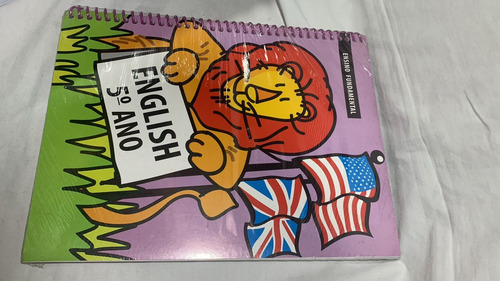 ENSINO FUNDAMENTAL
ENGLISH
5º ANO